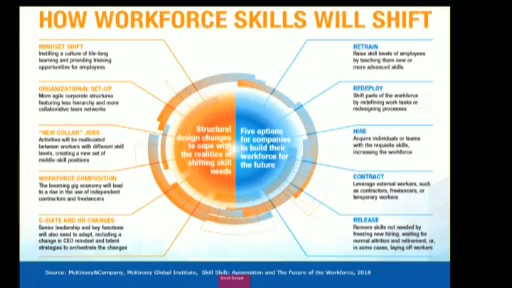 HOW WORKFORCE SKILLS WILL SHIFT
MINDSET SHIFT
Instilling a culture of life-long
learning and providing training
opportunities for employees
ORGANIZATIONAL SET-UP
More agile corporate structures
featuring less hierarchy and more
collaborative team networks
"NEW COLLAR" JOBS
Activities will be reallocated
between workers with different skill
levels, creating a new set of
middle skill positions
WORKFORCE COMPOSITION
The booming gig economy will lead
to a rise in the use of independent
contractors and freelancers
C-SUITE AND HR CHANGES
Senior leadership and key functions
will also need to adapt, including a
change in CEO mindset and talent
strategies to orchestrate the changes
Structural
design changes
to cope with
the realities of
shifting skill
needs
Five options
for companies
to build their
workforce for
the future
RETRAIN
Raise skill levels of employees
by teaching them new or
more advanced skills
REDEPLOY
Shift parts of the workforce
by redefining work tasks or
redesigning processes
HIRE
Acquire individuals or teams
with the requisite skills,
increasing the workforce
CONTRACT
Leverage external workers, such
as contractors, freelancers, or
temporary workers
RELEASE
Remove skills not needed by
freezing new hiring, waiting for
normal attrition and retirement, or,
in some cases, laying off workers
Source: McKinsey&Company, McKinsey Global Institute, Skill Shift: Automation and The Future of the Workforce, 2018
Social Europe